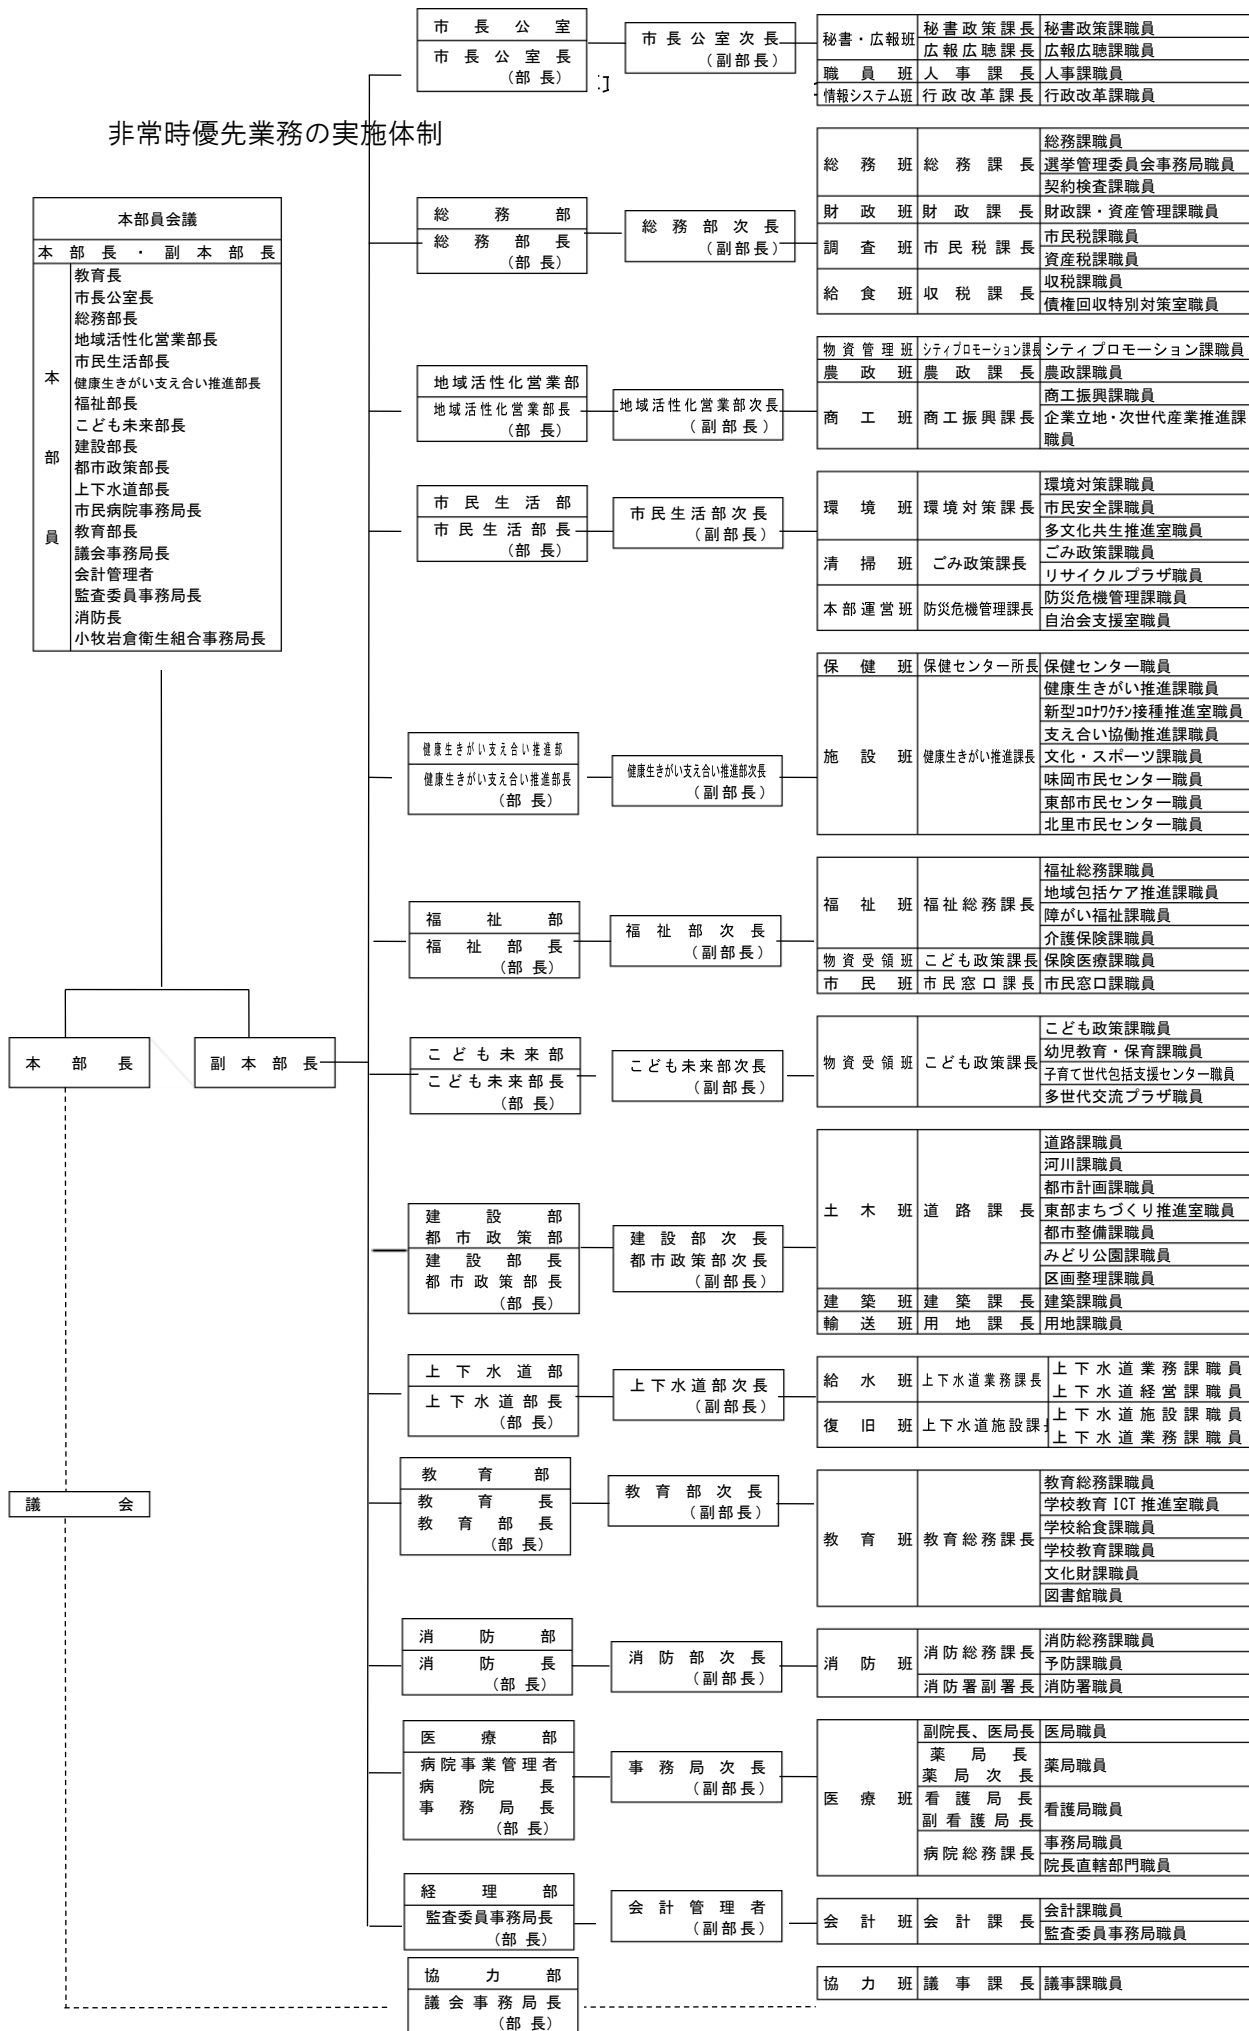 非常時優先業務の実施体制
本部員会議
本部長・副本部長
本部員
教育長
市長公室長
総務部長
地域活性化営業部長
市民生活部長
健康生きがい支え合い推進部長
福祉部長
こども未来部長
建設部長
都市政策部長
上下水道部長
市民病院事務局長
教育部長
議会事務局長
会計管理者
監査委員事務局長
消防長
小牧岩倉衛生組合事務局長
本部長
副本部長
議会
市長公室
市長公室長
(部長)
市長公室次長
(副部長)
秘書・広報班
秘書政策課長 秘書政策課職員
広報広聴課長 広報広聴課職員
職員班 人事課長 人事課職員
情報システム班 行政改革課長 行政改革課職員
総務部
総務部長
(部長)
総務部次長
(副部長)
総務班 総務課長
総務課職員
選挙管理委員会事務局職員
契約検査課職員
財政班 財政課長 財政課・資産管理課職員
調査班 市民税課長
市民税課職員
資産税課職員
給食班 収税課長
収税課職員
債権回収特別対策室職員
地域活性化営業部
地域活性化営業部長
(部長)
地域活性化営業部次長
(副部長)
物資管理班 シティプロモーション課長 シティプロモーション課職員
農政班 農政課長 農政課職員
商工班 商工振興課長
商工振興課職員
企業立地・次世代産業推進課
職員
市民生活部
市民生活部長
(部長)
市民生活部次長
(副部長)
環境班 環境対策課長
環境対策課職員
市民安全課職員
多文化共生推進室職員
清掃班 ごみ政策課長
ごみ政策課職員
リサイクルプラザ職員
本部運営班 防災危機管理課長
防災危機管理課職員
自治会支援室職員
健康生きがい支え合い推進部
健康生きがい支え合い推進部長
(部長)
健康生きがい支え合い推進部次長
(副部長)
保健班 保健センター所長 保健センター職員
施設班 健康生きがい推進課長
健康生きがい推進課職員
新型コロナワクチン接種推進室職員
支え合い協働推進課職員
文化・スポーツ課職員
味岡市民センター職員
東部市民センター職員
北里市民センター職員
福祉部
福祉部長
(部長)
福祉部次長
(副部長)
福祉班 福祉総務課長
福祉総務課職員
地域包括ケア推進課職員
障がい福祉課職員
介護保険課職員
物資受領班 こども政策課長 保険医療課職員
市民班 市民窓口課長 市民窓口課職員
こども未来部
こども未来部長
(部長)
こども未来部次長
(副部長)
物資受領班 こども政策課長
こども政策課職員
幼児教育・保育課職員
子育て世代包括支援センター職員
多世代交流プラザ職員
建設部
都市政策部
建設部長
都市政策部長
(部長)
建設部次長
都市政策部次長
(副部長)
土木班 道路課長
道路課職員
河川課職員
都市計画課職員
東部まちづくり推進室職員
都市整備課職員
みどり公園課職員
区画整理課職員
建築班 建築課長 建築課職員
輸送班 用地課長 用地課職員
上下水道部
上下水道部長
(部長)
上下水道部次長
(副部長)
給水班 上下水道業務課長
上下水道業務課職員
上下水道経営課職員
復旧班 上下水道施設課
上下水道施設課職員
上下水道業務課職員
教育部
教育長
教育部長
(部長)
教育部次長
(副部長)
教育班 教育総務課長
教育総務課職員
学校教育ICT推進室職員
学校給食課職員
学校教育課職員
文化財課職員
図書館職員
消防部
消防長
(部長)
消防部次長
(副部長)
消防班
消防総務課長
消防総務課職員
予防課職員
消防署副署長 消防署職員
医療部
病院事業管理者
病院長
事務局長
(部長)
事務局次長
(副部長)
医療班
副院長、医局長 医局職員
薬局長
薬局次長
薬局職員
看護局長
副看護局長
看護局職員
病院総務課長
事務局職員
院長直轄部門職員
経理部
監査委員事務局長
(部長)
会計管理者
(副部長)
会計班 会計課長
会計課職員
監査委員事務局職員
協力部
議会事務局長
(部長)
協力班 議事課長 議事課職員